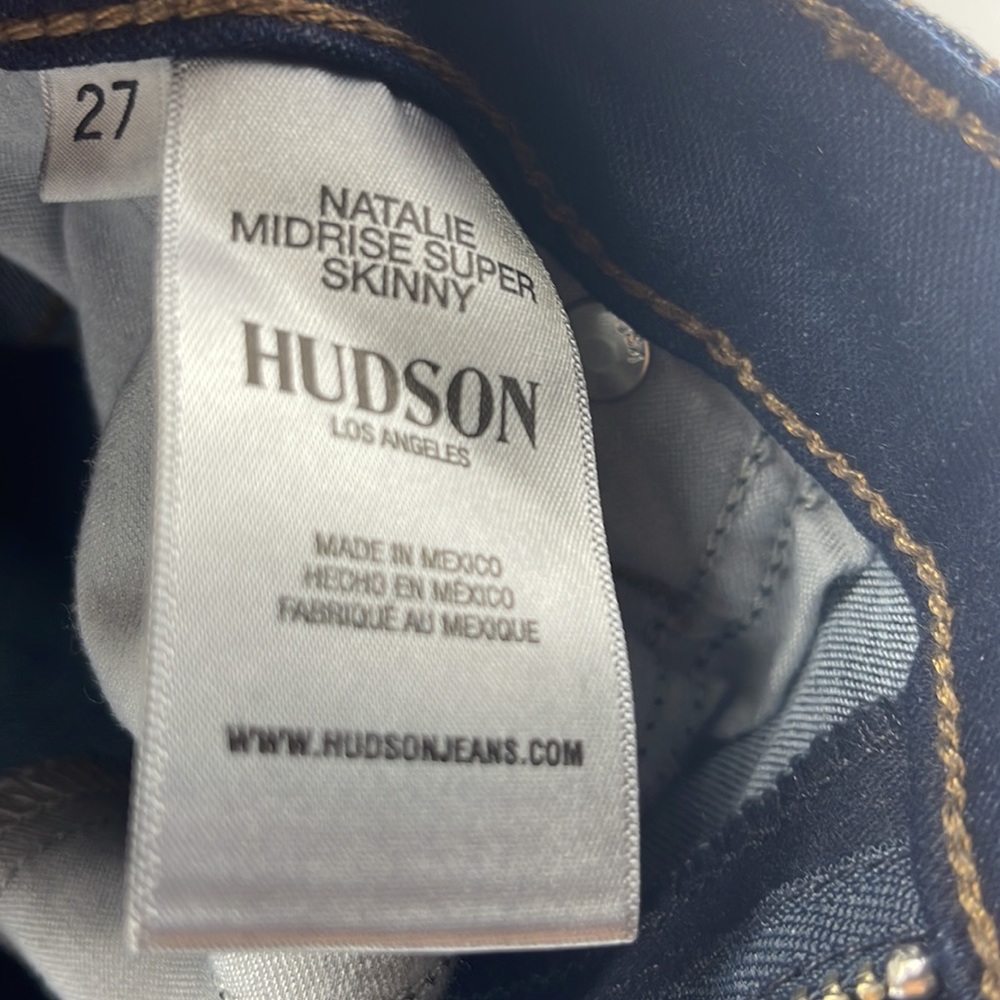 27
NATALIE
MIDRISE SUPER
SKINNY
HUDSON
LOS ANGELES
MADE IN MEXICO
HECHO EN MÉXICO
FABRIQUÉ AU MEXIQUE
WWW.HUDSONJEANS.COM